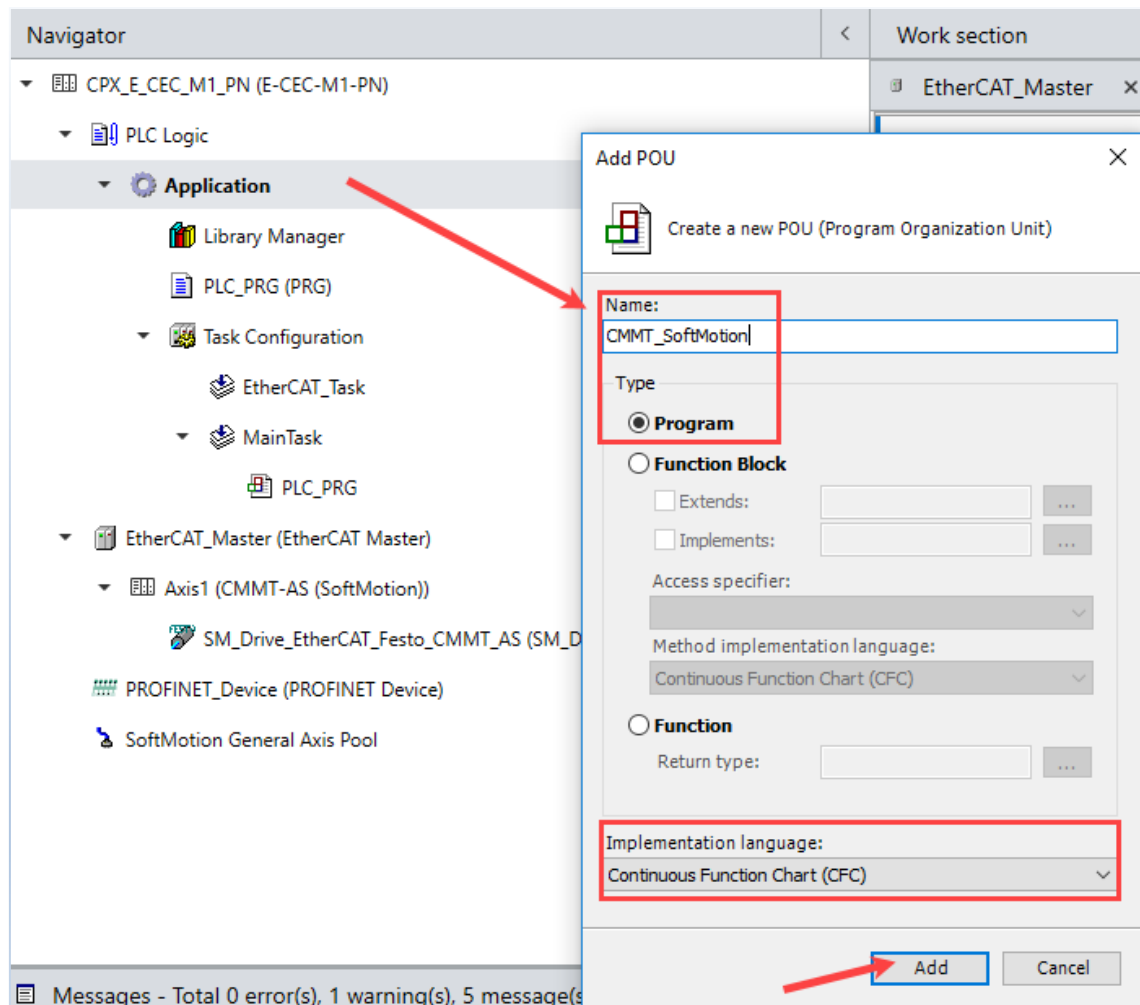 Navigator
Work section
CPX_E_CEC_M1_PN (E-CEC-M1-PN)
EtherCAT_Master
PLC Logic
Application
Library Manager
PLC_PRG (PRG)
Task Configuration
EtherCAT_Task
MainTask
PLC_PRG
EtherCAT_Master (EtherCAT Master)
Axis1 (CMMT-AS (SoftMotion))
SM_Drive_EtherCAT_Festo_CMMT_AS (SM_D
PROFINET_Device (PROFINET Device)
SoftMotion General Axis Pool
Messages - Total 0 error(s), 1 warning(s), 5 message(s
Add POU
Create a new POU (Program Organization Unit)
Name:
CMMT_SoftMotion
Type
Program
Function Block
Extends:
...
Implements:
...
Access specifier:
Method implementation language:
Continuous Function Chart (CFC)
Function
Return type:
...
Implementation language:
Continuous Function Chart (CFC)
Add
Cancel